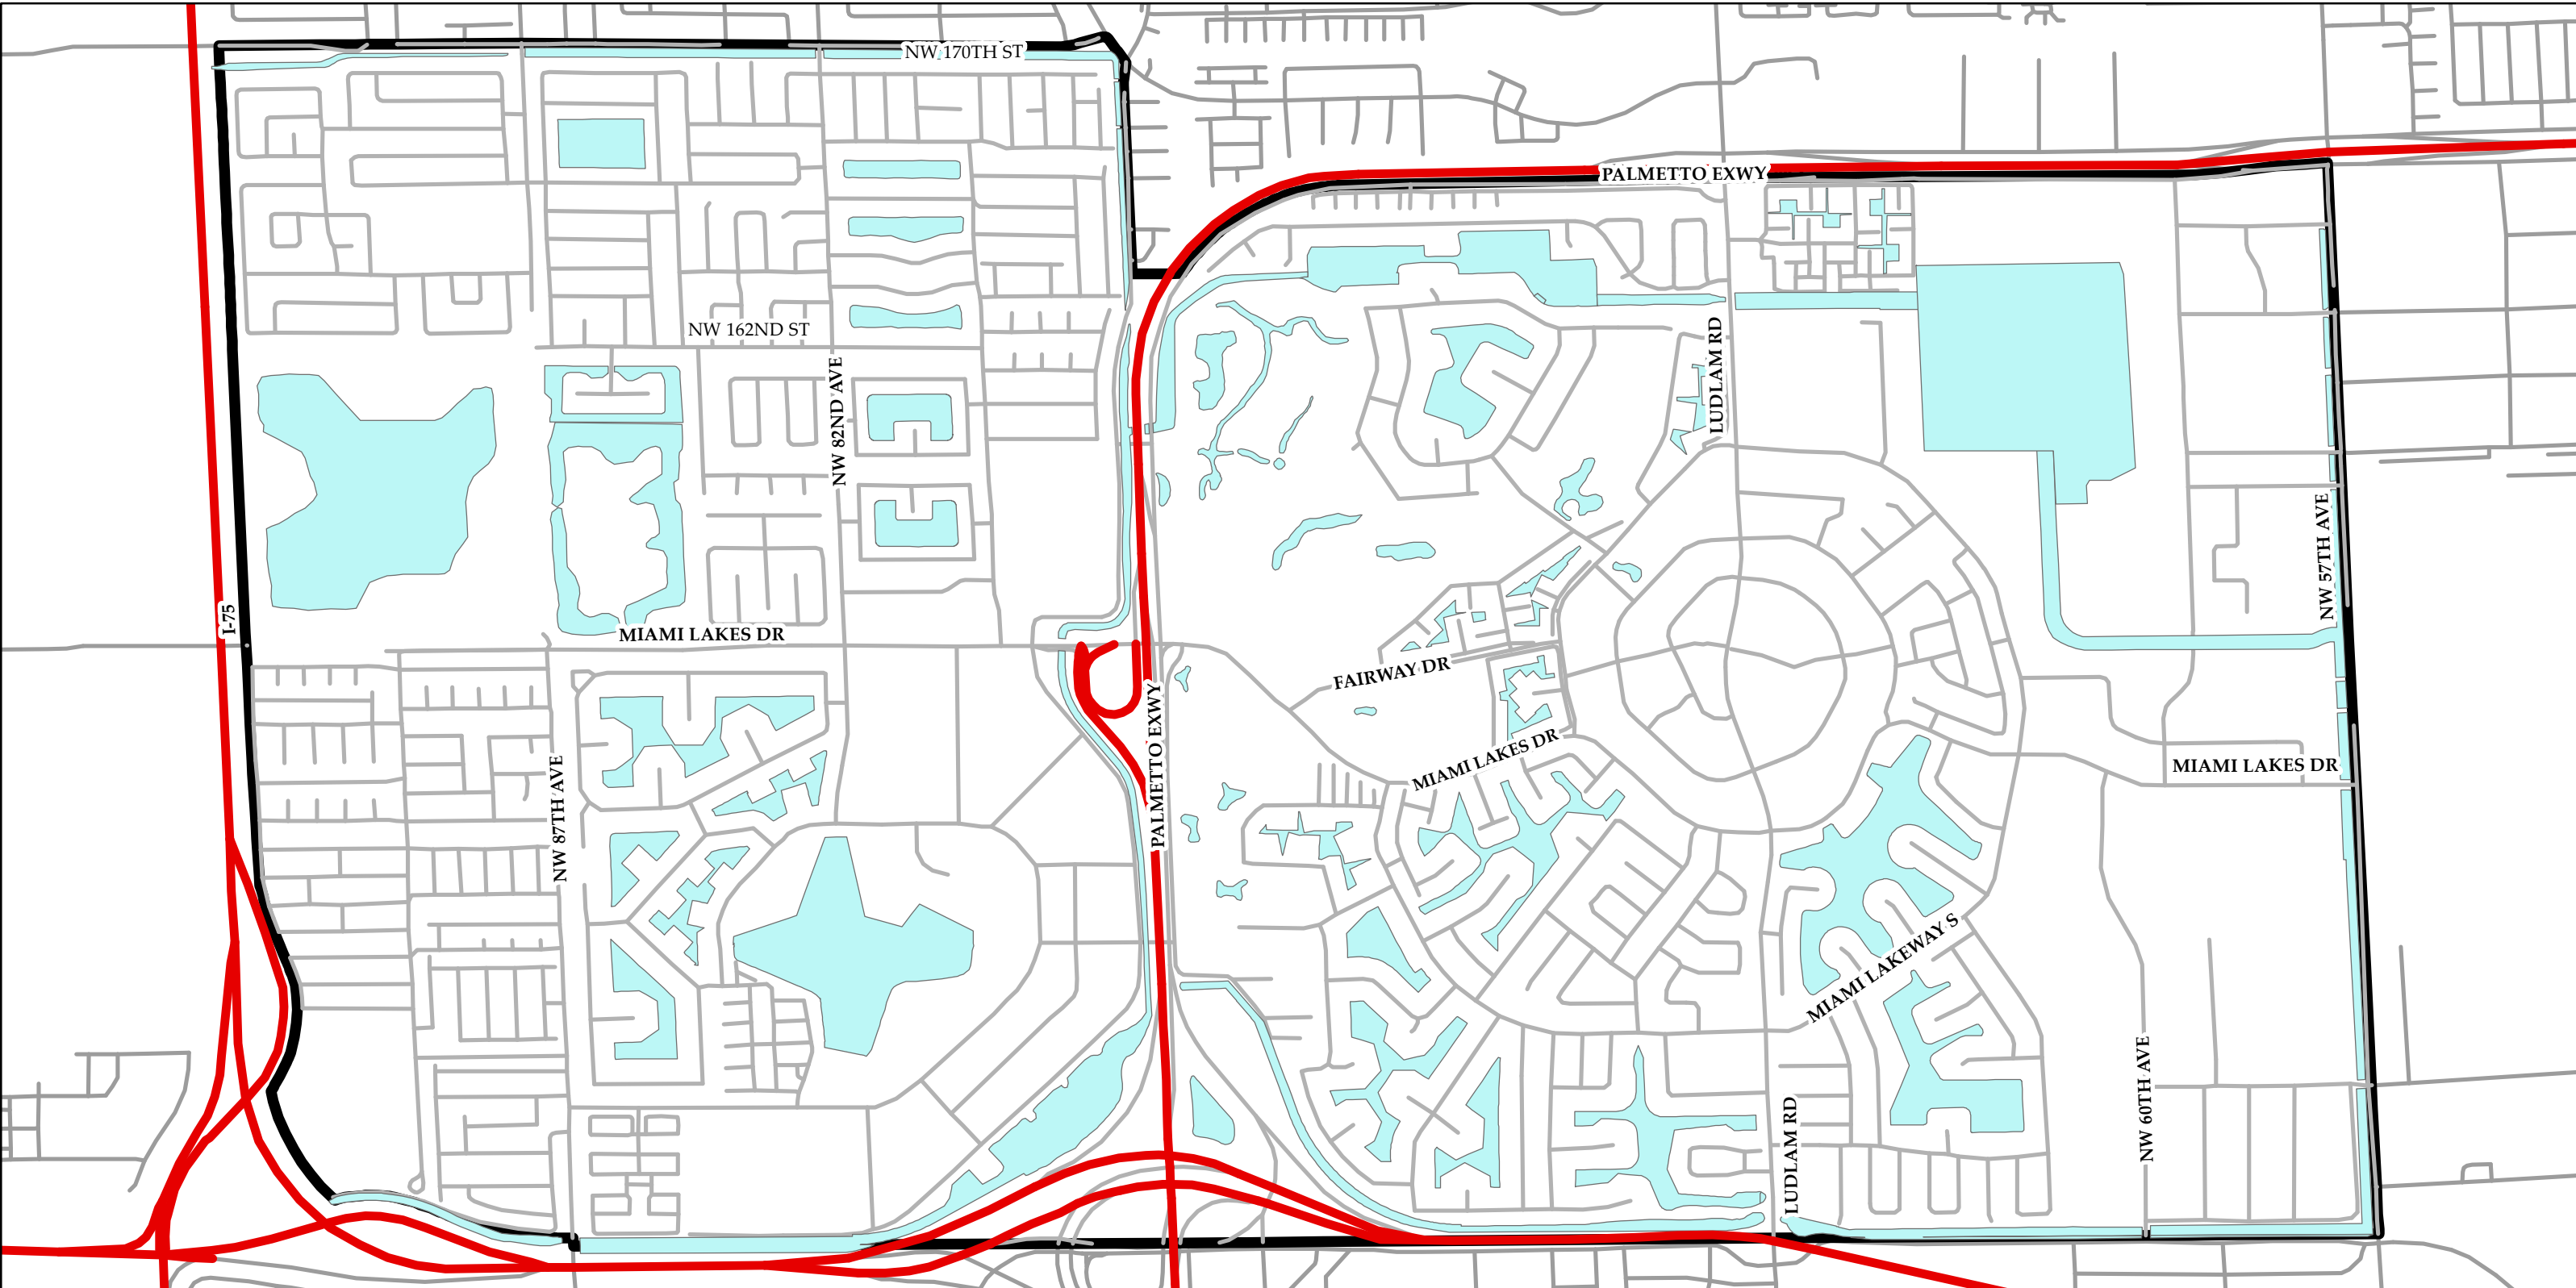 NW 170TH ST
PALMETTO EXWY
NW 162ND ST
NW 82ND AVE
LUDLAM RD
NW 57TH AVE
I-75
MIAMI LAKES DR
FAIRWAY DR
PALMETTO EXWY
MIAMI LAKES DR
MIAMI LAKES DR
NW 87TH AVE
MIAMI LAKEWAY S
NW 60TH AVE
LUDLAM RD